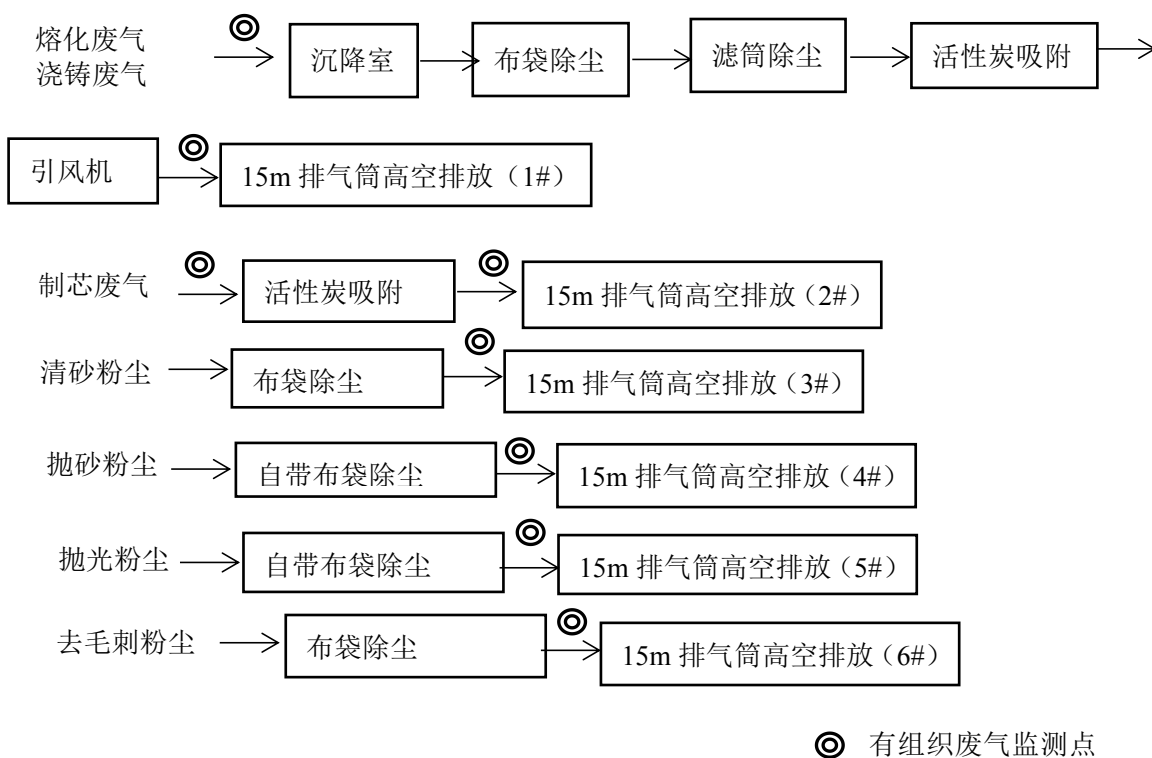 熔化废气
浇铸废气
沉降室
布袋除尘
滤筒除尘
活性炭吸附
引风机
15m 排气筒高空排放（1#）
制芯废气
活性炭吸附
15m 排气筒高空排放（2#）
清砂粉尘
布袋除尘
15m 排气筒高空排放（3#）
抛砂粉尘
自带布袋除尘
15m 排气筒高空排放（4#）
抛光粉尘
自带布袋除尘
15m 排气筒高空排放（5#）
去毛刺粉尘
布袋除尘
15m 排气筒高空排放（6#）
有组织废气监测点